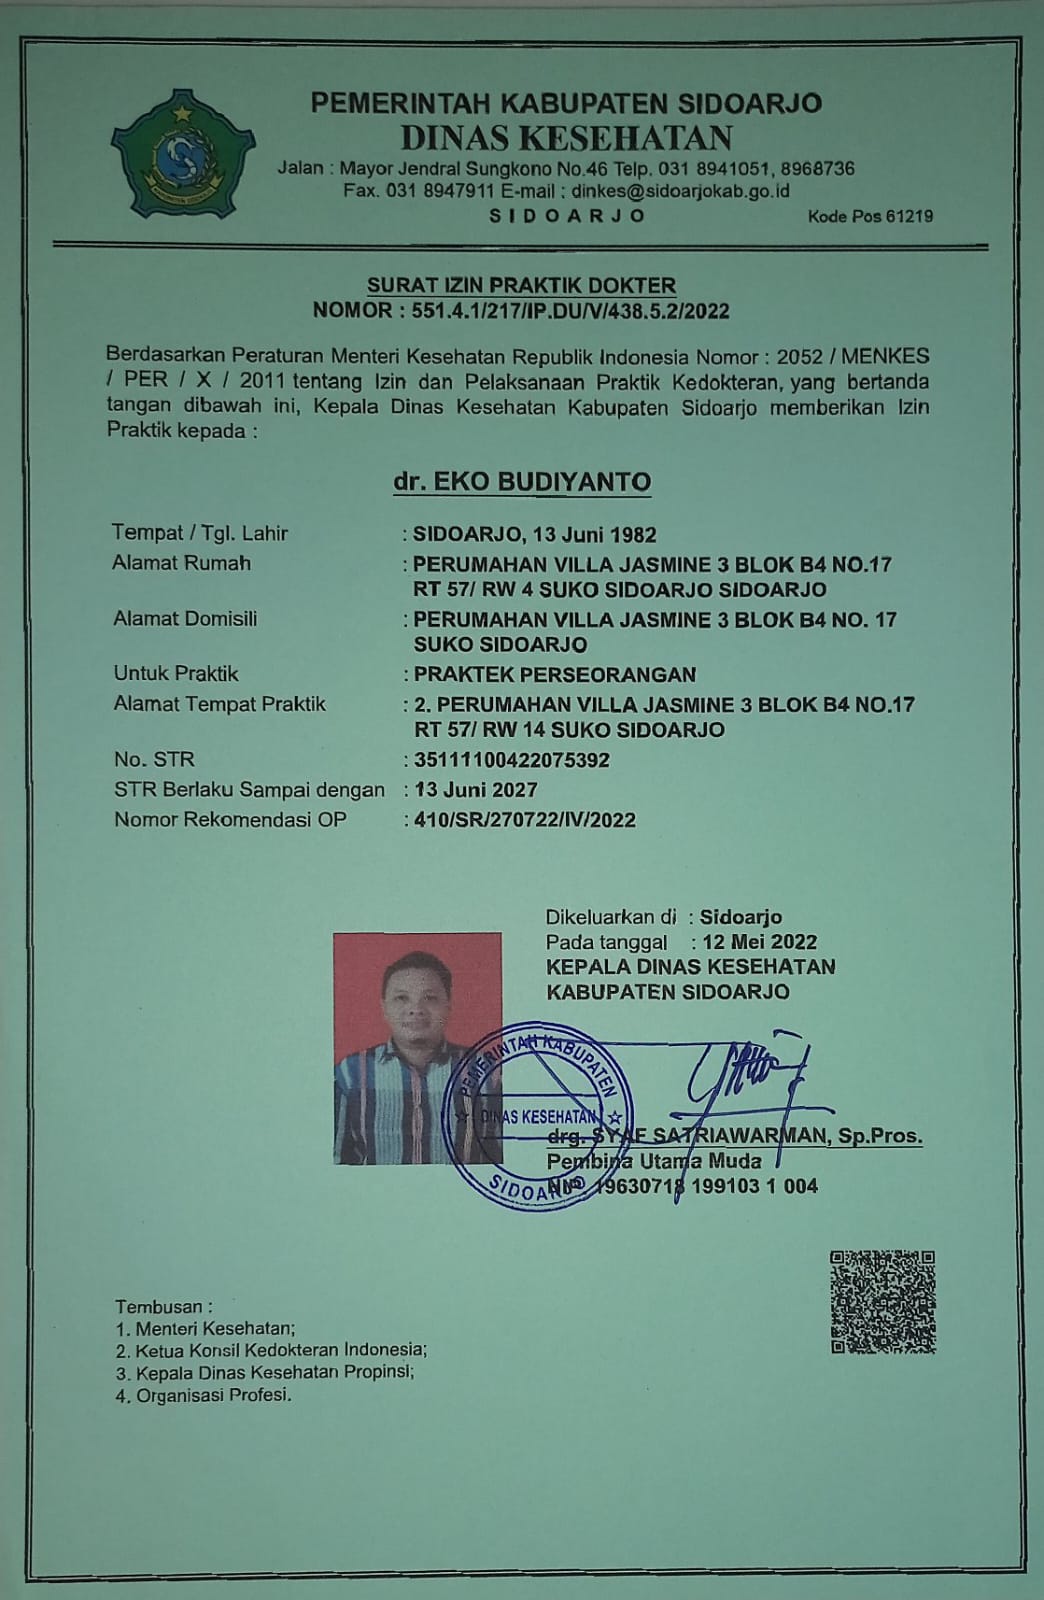 PEMERINTAH KABUPATEN SIDOARJO
DINAS KESEHATAN
Jalan : Mayor Jendral Sungkono No.46 Telp. 031 8941051, 8968736
Fax. 031 8947911 E-mail : dinkes@sidoarjokab.go.id
S I D O A R J O
Kode Pos 61219
SURAT IZIN PRAKTIK DOKTER
NOMOR : 551.4.1/217/IP.DU/V/438.5.2/2022
Berdasarkan Peraturan Menteri Kesehatan Republik Indonesia Nomor : 2052 / MENKES
/ PER / X / 2011 tentang Izin dan Pelaksanaan Praktik Kedokteran, yang bertanda
tangan dibawah ini, Kepala Dinas Kesehatan Kabupaten Sidoarjo memberikan Izin
Praktik kepada :
dr. EKO BUDIYANTO
Tempat / Tgl. Lahir : SIDOARJO, 13 Juni 1982
Alamat Rumah : PERUMAHAN VILLA JASMINE 3 BLOK B4 NO.17
RT 57/ RW 4 SUKO SIDOARJO SIDOARJO
Alamat Domisili : PERUMAHAN VILLA JASMINE 3 BLOK B4 NO. 17
SUKO SIDOARJO
Untuk Praktik : PRAKTEK PERSEORANGAN
Alamat Tempat Praktik : 2. PERUMAHAN VILLA JASMINE 3 BLOK B4 NO.17
RT 57/ RW 14 SUKO SIDOARJO
No. STR : 35111100422075392
STR Berlaku Sampai dengan : 13 Juni 2027
Nomor Rekomendasi OP : 410/SR/270722/IV/2022
Dikeluarkan di : Sidoarjo
Pada tanggal : 12 Mei 2022
KEPALA DINAS KESEHATAN
KABUPATEN SIDOARJO
PEMERINTAH KABUPATEN
DINAS KESEHATAN
SIDOARJO
drg. SYAF SATRIAWARMAN, Sp.Pros.
Pembina Utama Muda
NIP. 19630718 199103 1 004
Tembusan :
1. Menteri Kesehatan;
2. Ketua Konsil Kedokteran Indonesia;
3. Kepala Dinas Kesehatan Propinsi;
4. Organisasi Profesi.